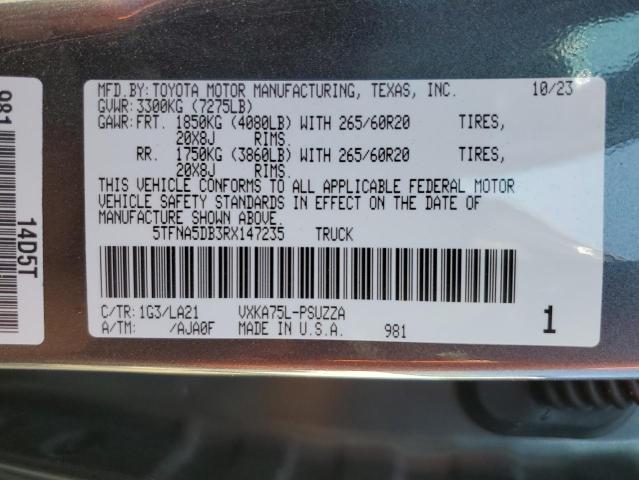 MFD.BY:TOYOTA MOTOR MANUFACTURING, TEXAS, INC. 10/23
GVWR:3300KG (7275LB)
GAWR:FRT. 1850KG (4080LB) WITH 265/60R20 TIRES,
20X8J RIMS.
RR. 1750KG (3860LB) WITH 265/60R20 TIRES,
20X8J RIMS.
THIS VEHICLE CONFORMS TO ALL APPLICABLE FEDERAL MOTOR
VEHICLE SAFETY STANDARDS IN EFFECT ON THE DATE OF
MANUFACTURE SHOWN ABOVE.
5TFNA5DB3RX147235 TRUCK
C/TR:1G3/LA21 VXKA75L-PSUZZA
A/TM: /AJA0F MADE IN U.S.A. 981 1
981
14D5T